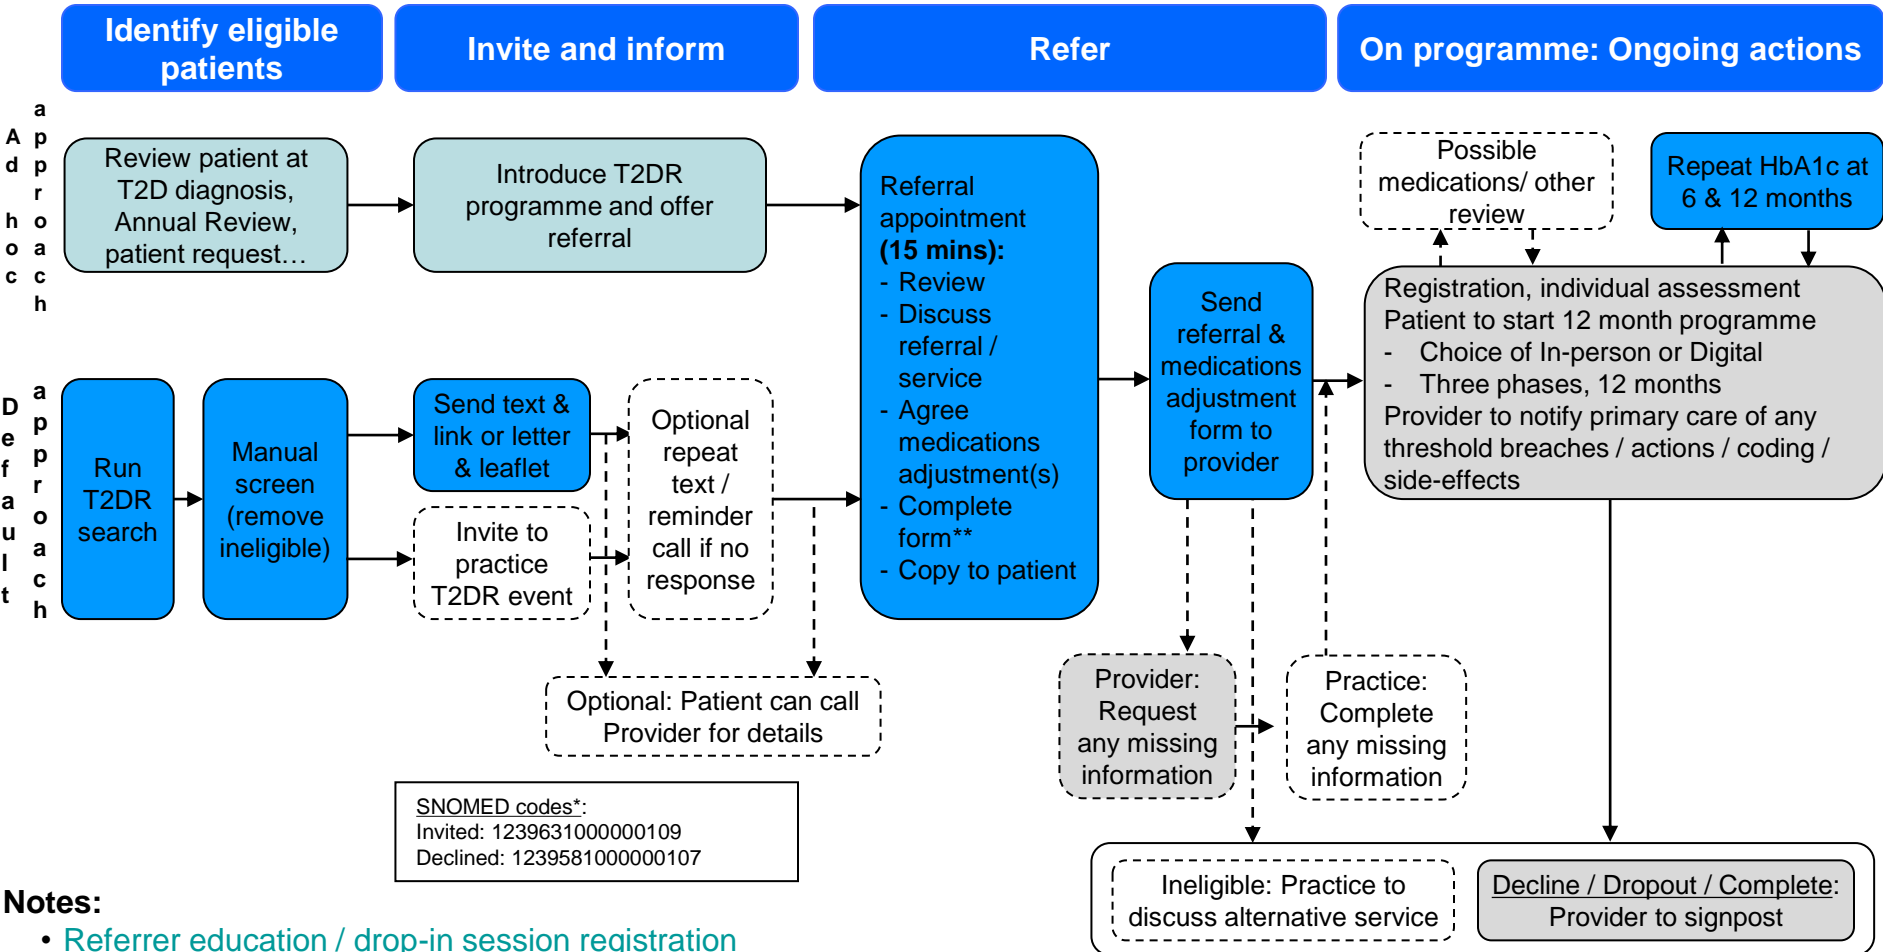 Identify eligible
patients
Invite and inform
Refer
On programme: Ongoing actions
Ad hoc
approach
Review patient at
T2D diagnosis,
Annual Review,
patient request…
Introduce T2DR
programme and offer
referral
Default
approach
Run
T2DR
search
Manual
screen
(remove
ineligible)
Send text &
link or letter
& leaflet
Invite to
practice
T2DR event
Optional
repeat
text /
reminder
call if no
response
Optional: Patient can call
Provider for details
Referral
appointment
(15 mins):
- Review
- Discuss
referral /
service
- Agree
medications
adjustment(s)
- Complete
form**
- Copy to patient
Send
referral &
medications
adjustment
form to
provider
Provider:
Request
any missing
information
Practice:
Complete
any missing
information
Possible
medications/ other
review
Repeat HbA1c at
6 & 12 months
Registration, individual assessment
Patient to start 12 month programme
- Choice of In-person or Digital
- Three phases, 12 months
Provider to notify primary care of any
threshold breaches / actions / coding /
side-effects
Ineligible: Practice to
discuss alternative service
Decline / Dropout / Complete:
Provider to signpost
SNOMED codes*:
Invited: 1239631000000109
Declined: 1239581000000107
Notes:
• Referrer education / drop-in session registration